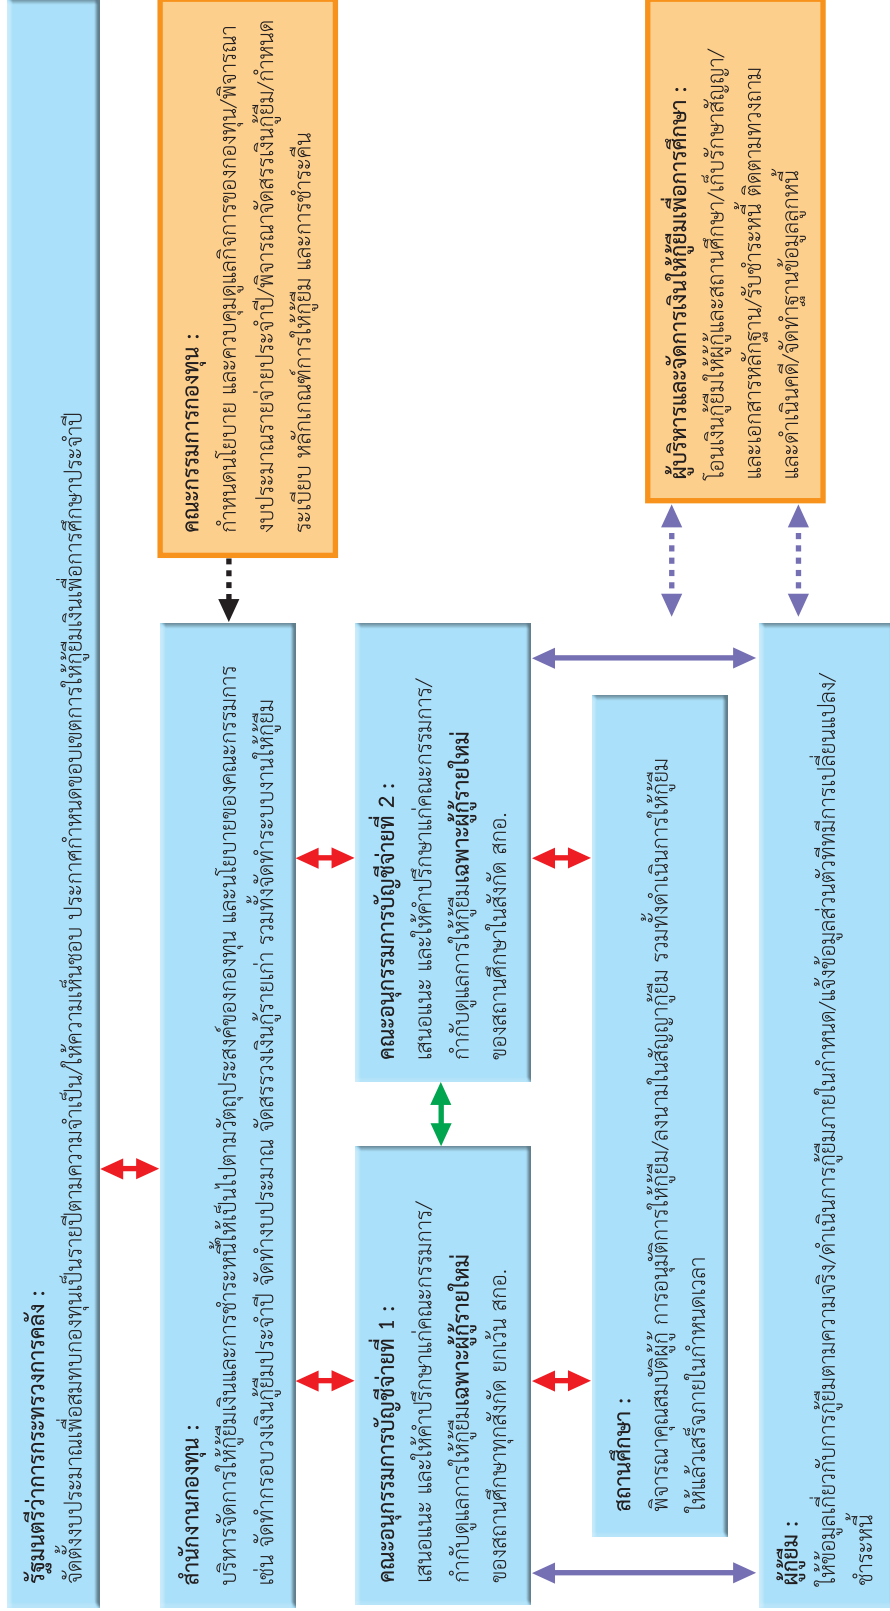 รัฐมนตรีว่าการกระทรวงการคลัง :
จัดตั้งงบประมาณเพื่อสมทบกองทุนเป็นรายปีตามความจำเป็น/ให้ความเห็นชอบ ประกาศกำหนดขอบเขตการให้กู้ยืมเงินเพื่อการศึกษาประจำปี
สำนักงานกองทุน :
บริหารจัดการให้กู้ยืมเงินและการชำระหนี้ให้เป็นไปตามวัตถุประสงค์ของกองทุน และนโยบายของคณะกรรมการ
เช่น จัดทำกรอบวงเงินกู้ยืมประจำปี จัดทำงบประมาณ จัดสรรวงเงินกู้รายเก่า รวมทั้งจัดทำระบบงานให้กู้ยืม
คณะกรรมการกองทุน :
กำหนดนโยบาย และควบคุมดูแลกิจการของกองทุน/พิจารณา
งบประมาณรายจ่ายประจำปี/พิจารณาจัดสรรเงินกู้ยืม/กำหนด
ระเบียบ หลักเกณฑ์การให้กู้ยืม และการชำระคืน
คณะอนุกรรมการบัญชีจ่ายที่ 1 :
เสนอแนะ และให้คำปรึกษาแก่คณะกรรมการ/
กำกับดูแลการให้กู้ยืมเฉพาะผู้กู้รายใหม่
ของสถานศึกษาทุกสังกัด ยกเว้น สกอ.
คณะอนุกรรมการบัญชีจ่ายที่ 2 :
เสนอแนะ และให้คำปรึกษาแก่คณะกรรมการ/
กำกับดูแลการให้กู้ยืมเฉพาะผู้กู้รายใหม่
ของสถานศึกษาในสังกัด สกอ.
สถานศึกษา :
พิจารณาคุณสมบัติผู้กู้ การอนุมัติการให้กู้ยืม/ลงนามในสัญญากู้ยืม รวมทั้งดำเนินการให้กู้ยืม
ให้แล้วเสร็จภายในกำหนดเวลา
ผู้บริหารและจัดการเงินให้กู้ยืมเพื่อการศึกษา :
โอนเงินกู้ยืมให้ผู้กู้และสถานศึกษา/เก็บรักษาสัญญา/
และเอกสารหลักฐาน/รับชำระหนี้ ติดตามทวงถาม
และดำเนินคดี/จัดทำฐานข้อมูลลูกหนี้
ผู้กู้ยืม :
ให้ข้อมูลเกี่ยวกับการกู้ยืมตามความจริง/ดำเนินการกู้ยืมภายในกำหนด/แจ้งข้อมูลส่วนตัวที่ทมีการเปลี่ยนแปลง/
ชำระหนี้